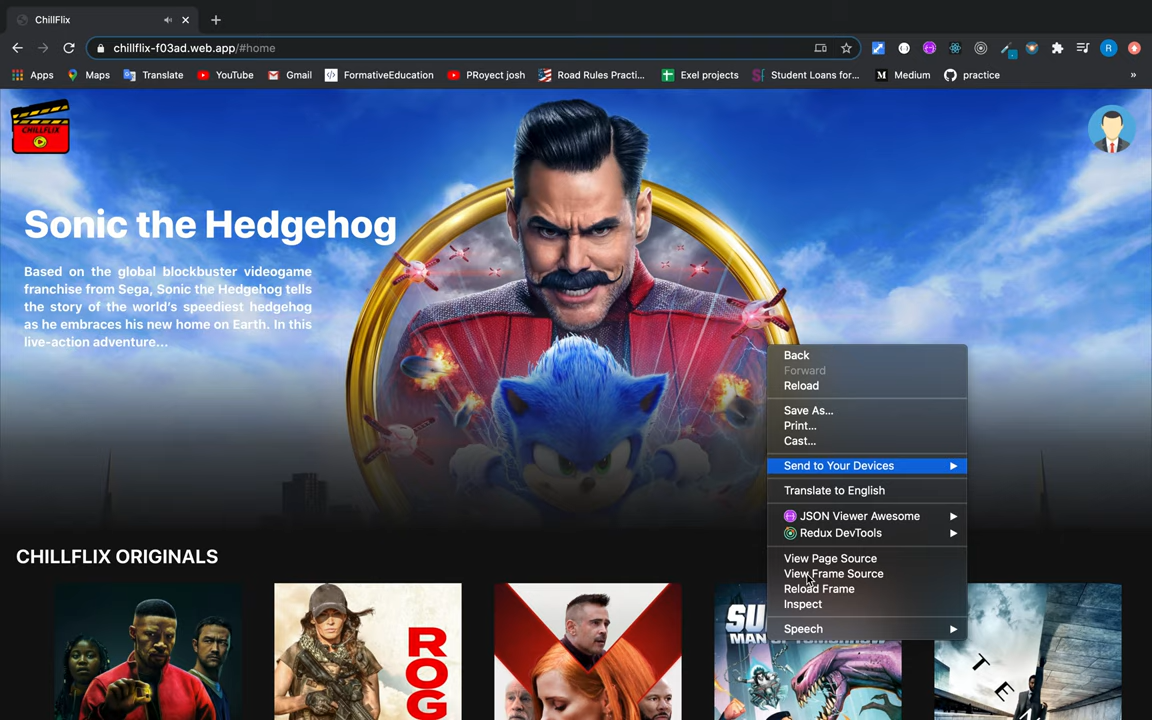 ChillFlix
chillflix-f03ad.web.app/#home
R
Apps
Maps
Translate
YouTube
Gmail
FormativeEducation
PRoyect josh
Road Rules Practi...
Exel projects
Student Loans for...
Medium
practice
»
CHILLFLIX
Sonic the Hedgehog
Based on the global blockbuster videogame
franchise from Sega, Sonic the Hedgehog tells
the story of the world's speediest hedgehog
as he embraces his new home on Earth. In this
live-action adventure...
Back
Forward
Reload
Save As...
Print...
Cast...
Send to Your Devices
Translate to English
JSON Viewer Awesome
Redux DevTools
View Page Source
View Frame Source
Reload Frame
Inspect
Speech
CHILLFLIX ORIGINALS
R
O
G
SU
MAN OF TOMORROW
T
E